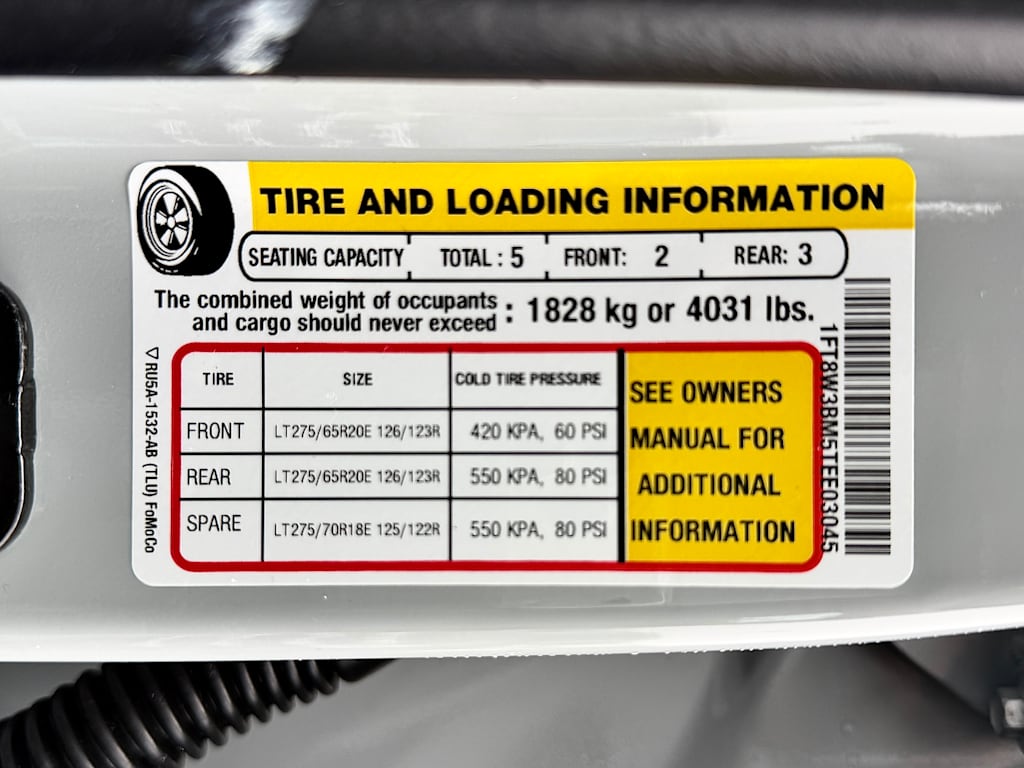 TIRE AND LOADING INFORMATION
SEATING CAPACITY TOTAL : 5 FRONT: 2 REAR: 3
The combined weight of occupants
and cargo should never exceed : 1828 kg or 4031 lbs.
TIRE SIZE COLD TIRE PRESSURE
FRONT LT275/65R20E 126/123R 420 KPA, 60 PSI
REAR LT275/65R20E 126/123R 550 KPA, 80 PSI
SPARE LT275/70R18E 125/122R 550 KPA, 80 PSI
SEE OWNERS
MANUAL FOR
ADDITIONAL
INFORMATION
▽ RU5A-1532-AB (TLU) FoMoCo
1FT8W3BM5TEE03045